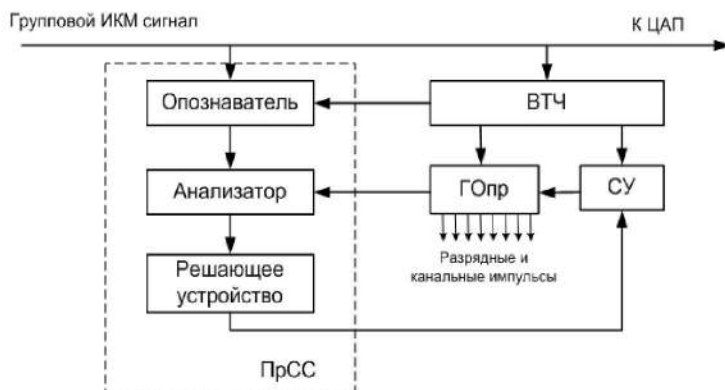 Групповой ИКМ сигнал
К ЦАП
Опознаватель
ВТЧ
Анализатор
ГОпр
СУ
Разрядные и
канальные импульсы
Решающее
устройство
ПрСС